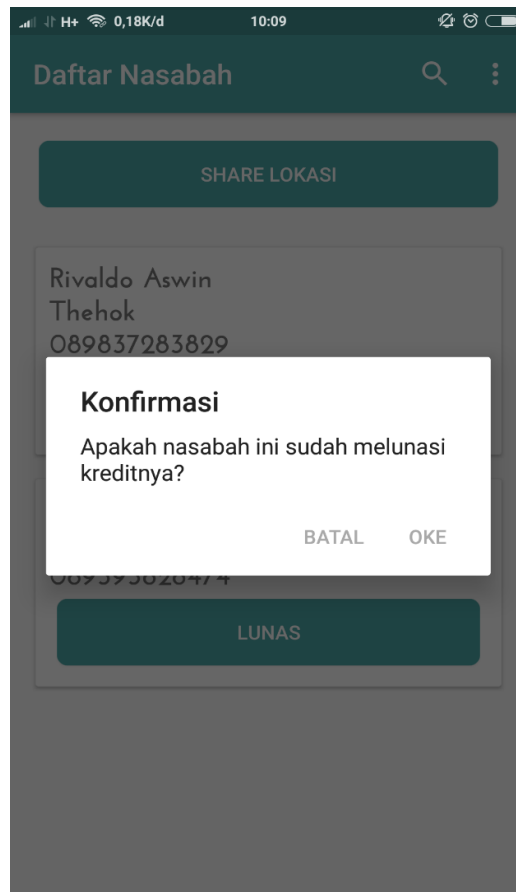 H+ 0,18K/d 10:09
Daftar Nasabah
SHARE LOKASI
Rivaldo Aswin
Thehok
089837283829
Konfirmasi
Apakah nasabah ini sudah melunasi
kreditnya?
BATAL OKE
LUNAS